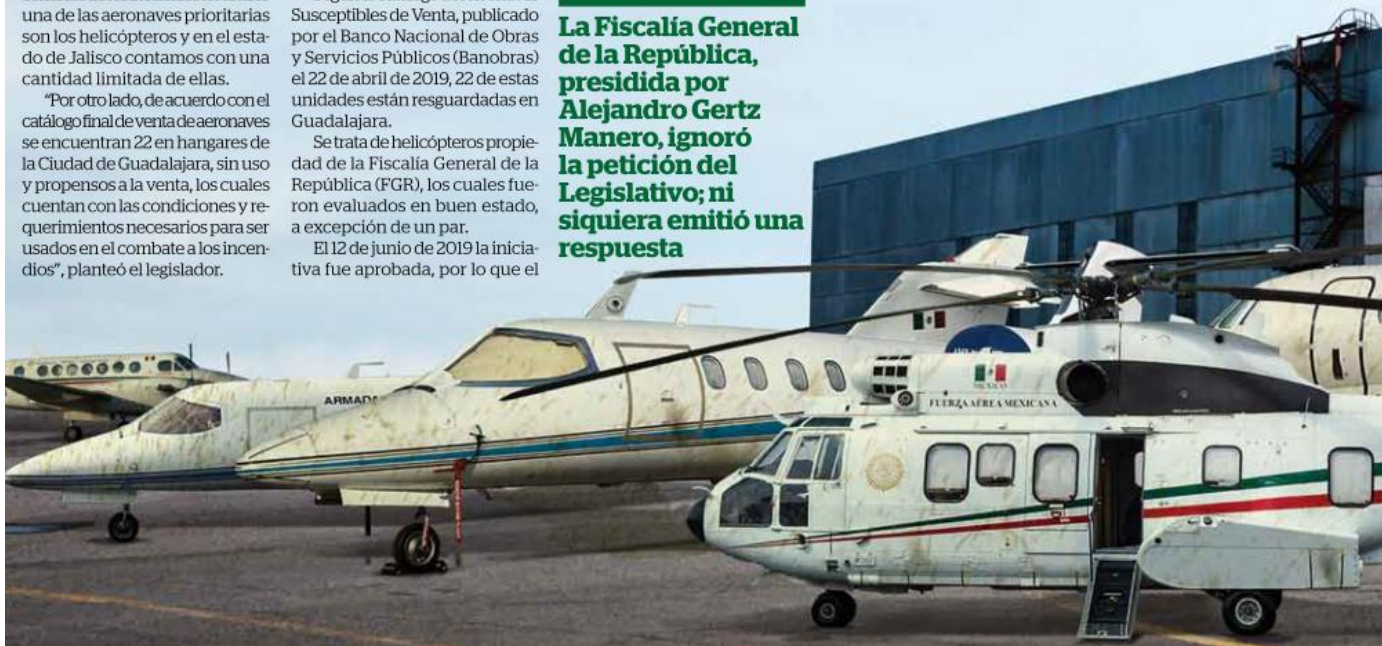 una de las aeronaves prioritarias
son los helicópteros y en el esta-
do de Jalisco contamos con una
cantidad limitada de ellas.
"Por otro lado, de acuerdo con el
catálogo final de venta de aeronaves
se encuentran 22 en hangares de
la Ciudad de Guadalajara, sin uso
y propensos a la venta, los cuales
cuentan con las condiciones y re-
querimientos necesarios para ser
usados en el combate a los incen-
dios", planteó el legislador.
Susceptibles de Venta, publicado
por el Banco Nacional de Obras
y Servicios Públicos (Banobras)
el 22 de abril de 2019, 22 de estas
unidades están resguardadas en
Guadalajara.
Se trata de helicópteros propie-
dad de la Fiscalía General de la
República (FGR), los cuales fue-
ron evaluados en buen estado,
a excepción de un par.
El 12 de junio de 2019 la inicia-
tiva fue aprobada, por lo que el
La Fiscalía General
de la República,
presidida por
Alejandro Gertz
Manero, ignoró
la petición del
Legislativo; ni
siquiera emitió una
respuesta
ARMADA
MEXICO
FUERZA AEREA MEXICANA